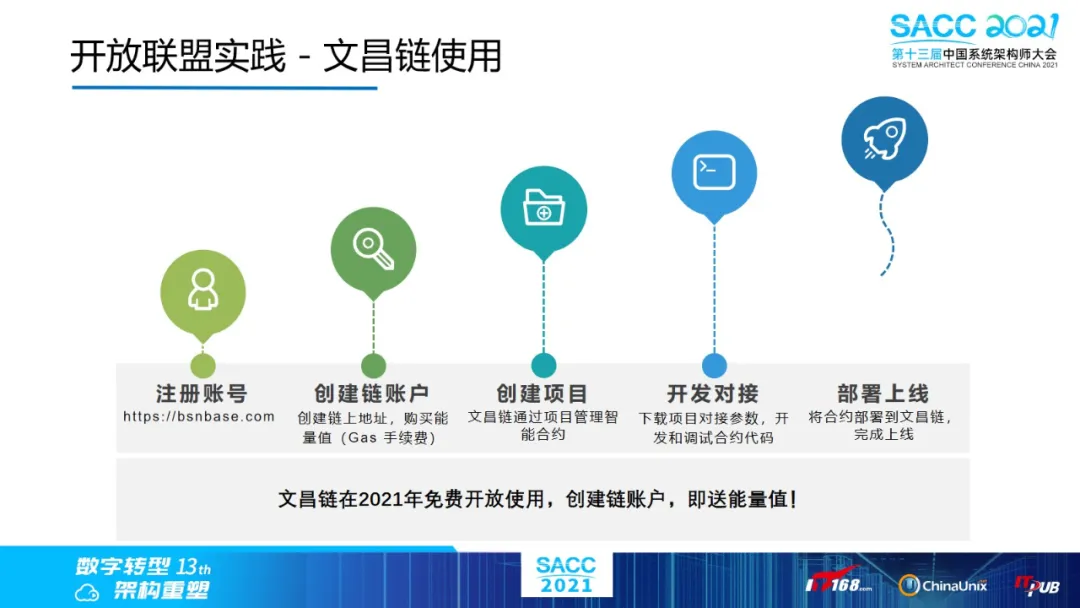 开放联盟实践 - 文昌链使用
SACC 2021
第十三届中国系统架构师大会
SYSTEM ARCHITECT CONFERENCE CHINA 2021
注册账号
https://bsnbase.com
创建链账户
创建链上地址，购买能
量值（Gas 手续费）
创建项目
文昌链通过项目管理智
能合约
开发对接
下载项目对接参数，开
发和调试合约代码
部署上线
将合约部署到文昌链，
完成上线
文昌链在2021年免费开放使用，创建链账户，即送能量值！
数字转型 13th
架构重塑
SACC
2021
IT168.com
ChinaUnix
ITPUB